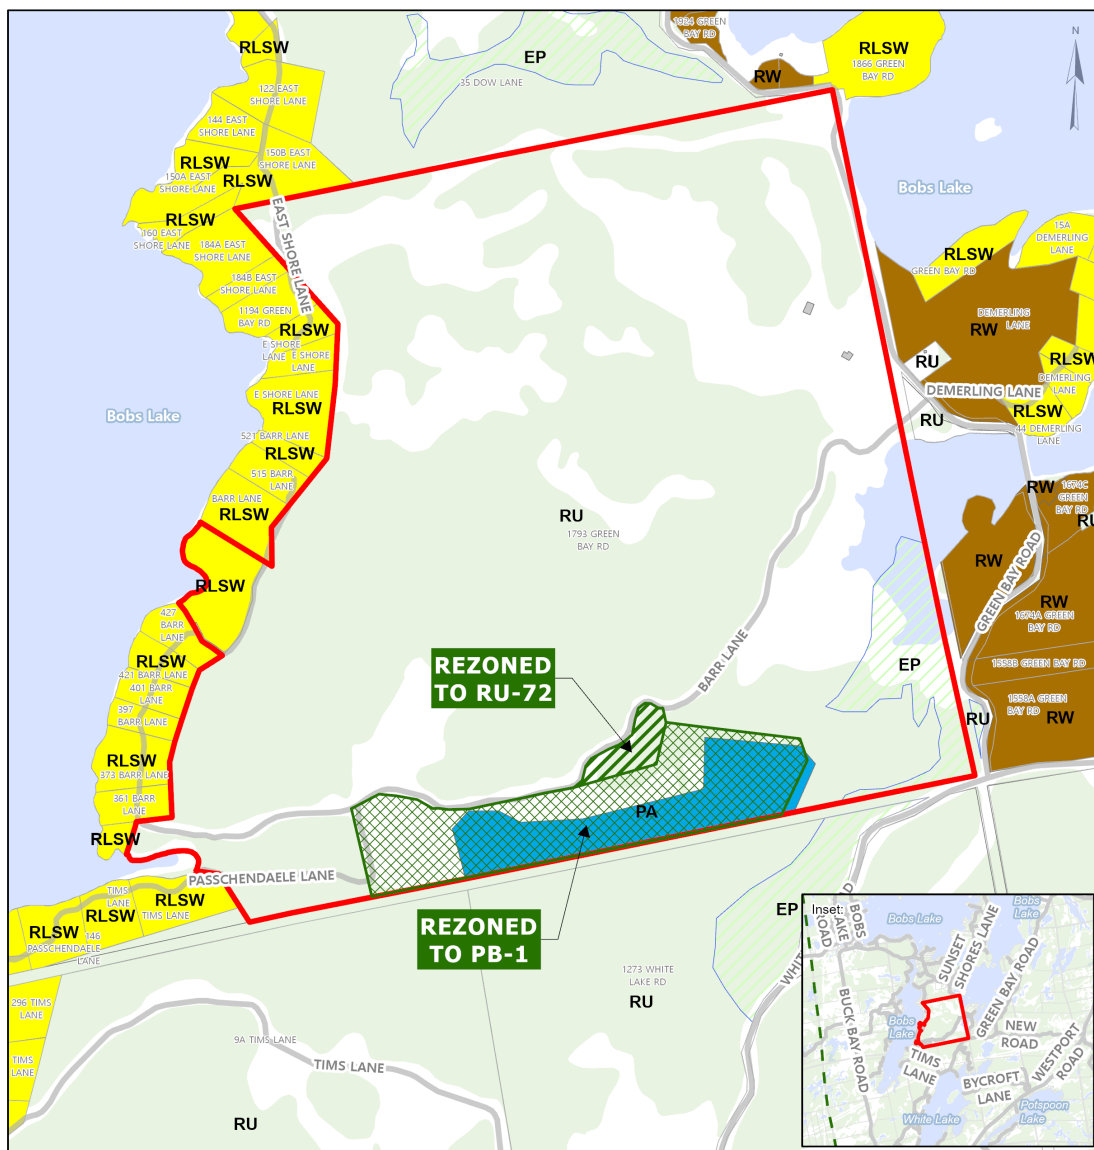 1924 GREEN
BAY RD
RLSW
EP
RW
RLSW
1866 GREEN
BAY RD
N
35 DOW LANE
122 EAST
SHORE LANE
144 EAST
SHORE LANE
150B EAST
SHORE LANE
RLSW
150A EAST
SHORE LANE
RLSW
RLSW
160 EAST
SHORE LANE
184A EAST
SHORE LANE
EAST SHORE LANE
184B EAST
SHORE LANE
1194 GREEN
BAY RD
RLSW
E SHORE
LANE
E SHORE
LANE
E SHORE LANE
RLSW
Bobs Lake
521 BARR LANE
RLSW
515 BARR
LANE
BARR LANE
RLSW
RLSW
Bobs Lake
15A
DEMERLING
LANE
RLSW
GREEN BAY RD
DEMERLING
LANE
RW
RU
RLSW
DEMERLING LANE
DEMERLING
LANE
RLSW
RU
44 DEMERLING
LANE
RU
1793 GREEN
BAY RD
RW
1674C
GREEN
BAY RD
RU
GREEN BAY ROAD
RW
RW
1674A GREEN
BAY RD
1558B GREEN BAY RD
1558A GREEN
BAY RD
RW
RU
EP
427
BARR
LANE
RLSW
421 BARR LANE
401 BARR
LANE
397
BARR LANE
RLSW
373 BARR LANE
361 BARR
LANE
RLSW
BARR LANE
REZONED
TO RU-72
PA
REZONED
TO PB-1
PASSCHENDAELE LANE
TIMS
LANE
RLSW
RLSW
TIMS LANE
RLSW
146
PASSCHENDAELE
LANE
296 TIMS
LANE
TIMS
LANE
9A TIMS LANE
TIMS LANE
RU
1273 WHITE
LAKE RD
RU
EP
Inset:
Bobs Lake
Bobs
Lake
BOBS
LAKE
ROAD
SUNSET
SHORES LANE
GREEN BAY ROAD
BUCK BAY ROAD
Bobs
Lake
NEW
ROAD
TIMS
LANE
BYCROFT
LANE
WESTPORT
ROAD
White Lake
Potspoon
Lake